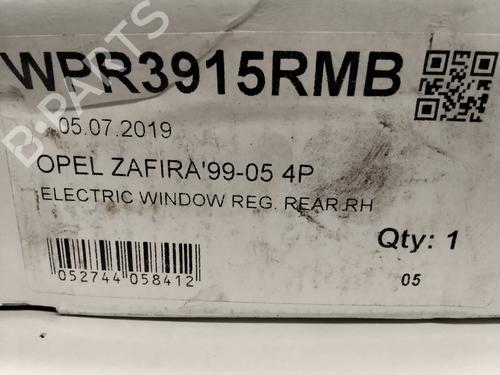 WPR3915RMB
05.07.2019
OPEL ZAFIRA'99-05 4P
ELECTRIC WINDOW REG. REAR RH
Qty: 1
052744 058412
05
B-PARTS